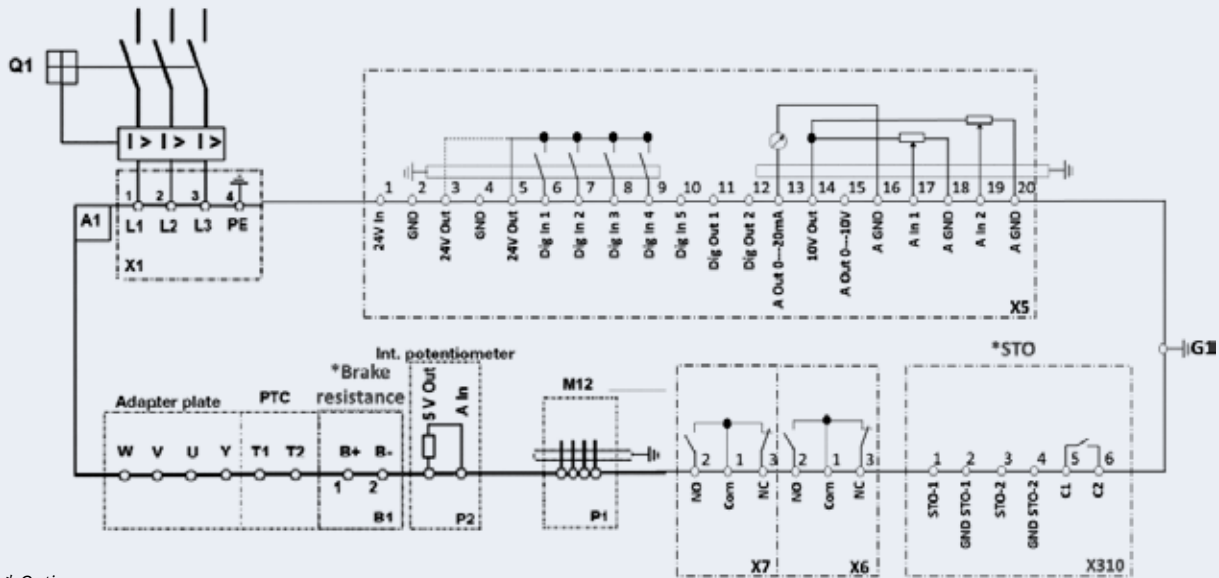 Q1
I > I > I >
1 2 3 4
A1
L1 L2 L3 PE
X1
1 2 3 4 5 6 7 8 9 10 11 12 13 14 15 16 17 18 19 20
24V In
GND
24V Out
GND
24V Out
Dig In 1
Dig In 2
Dig In 3
Dig In 4
Dig In 5
Dig Out 1
Dig Out 2
A Out 0---20mA
10V Out
A Out 0---10V
A GND
A In 1
A GND
A In 2
A GND
X5
G1
Adapter plate
W V U Y
PTC
T1 T2
*Brake
resistance
B+ B-
1 2
B1
Int. potentiometer
5 V Out
A In
P2
M12
P1
2 1 3
NO
Com
NC
X7
2 1 3
NO
Com
NC
X6
*STO
1 2 3 4 5 6
STO-1
GND STO-1
STO-2
GND STO-2
C1
C2
X310